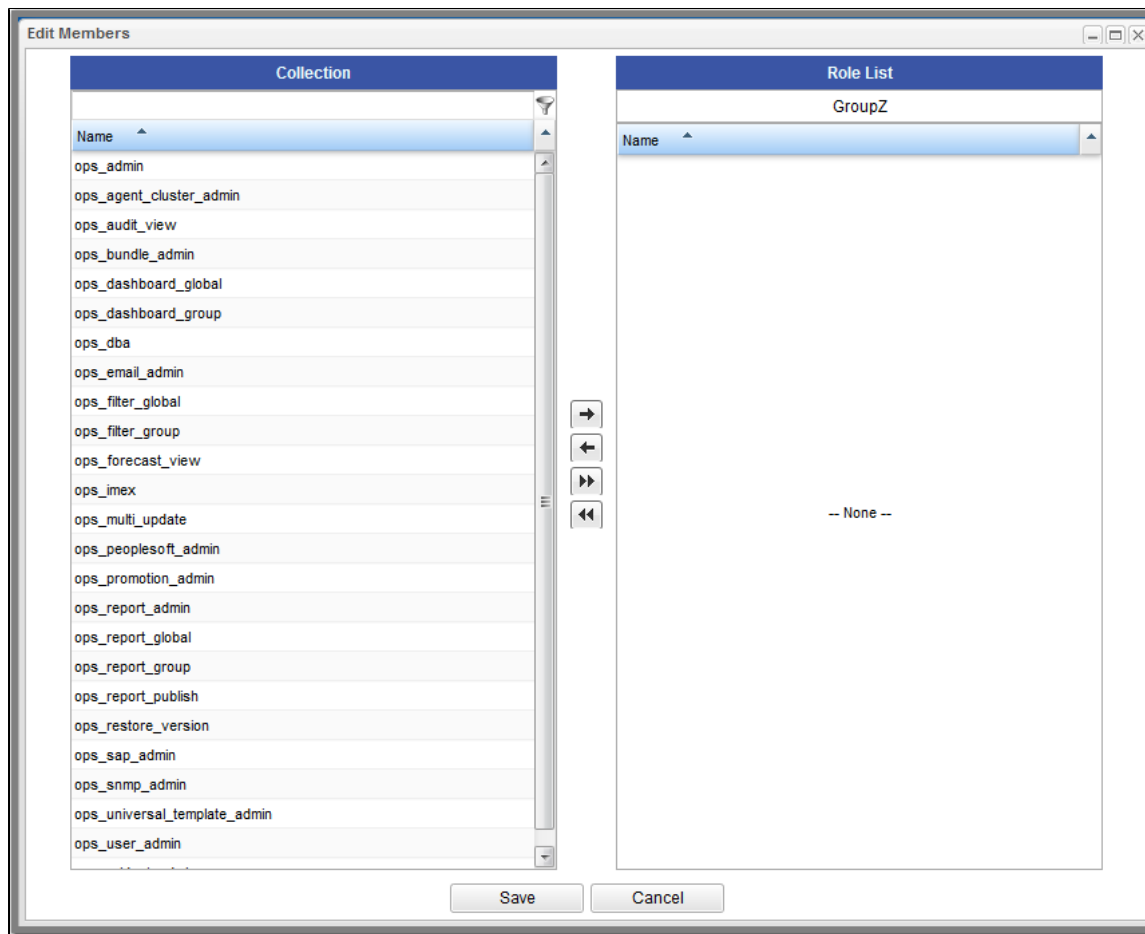 Edit Members
Collection
Name
ops_admin
ops_agent_cluster_admin
ops_audit_view
ops_bundle_admin
ops_dashboard_global
ops_dashboard_group
ops_dba
ops_email_admin
ops_filter_global
ops_filter_group
ops_forecast_view
ops_imex
ops_multi_update
ops_peoplesoft_admin
ops_promotion_admin
ops_report_admin
ops_report_global
ops_report_group
ops_report_publish
ops_restore_version
ops_sap_admin
ops_snmp_admin
ops_universal_template_admin
ops_user_admin
Role List
GroupZ
Name
-- None --
Save
Cancel